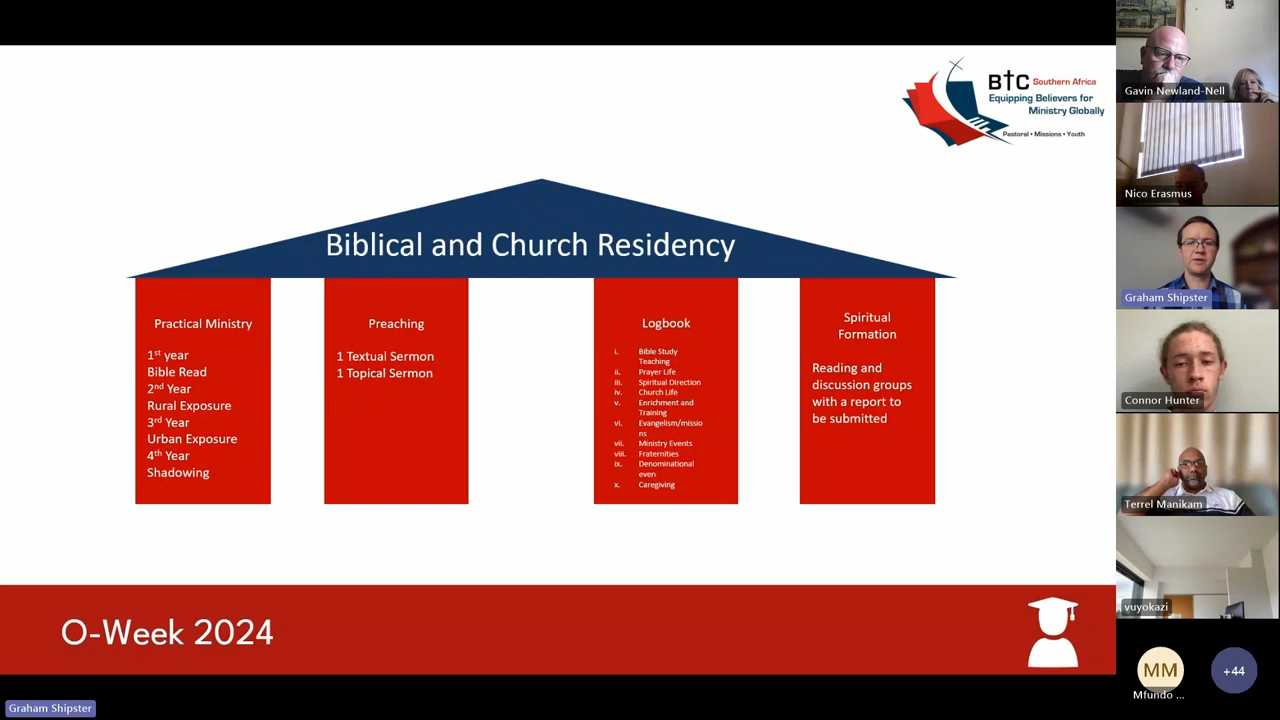 BTC Southern Africa
Equipping Believers for
Ministry Globally
Pastoral • Missions • Youth
Biblical and Church Residency
Practical Ministry
1st year
Bible Read
2nd Year
Rural Exposure
3rd Year
Urban Exposure
4th Year
Shadowing
Preaching
1 Textual Sermon
1 Topical Sermon
Logbook
i. Bible Study
Teaching
ii. Prayer Life
iii. Spiritual Direction
iv. Church Life
v. Enrichment and
Training
vi. Evangelism/missio
ns
vii. Ministry Events
viii. Fraternities
ix. Denominational
even
x. Caregiving
Spiritual
Formation
Reading and
discussion groups
with a report to
be submitted
O-Week 2024
Graham Shipster
Gavin Newland-Nell
Nico Erasmus
Graham Shipster
Connor Hunter
Terrel Manikam
vuyokazi
MM
Mfundo ...
+44